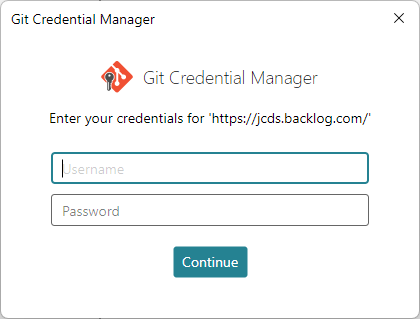 Git Credential Manager
Git Credential Manager
Enter your credentials for 'https://jcds.backlog.com/'
Username
Password
Continue